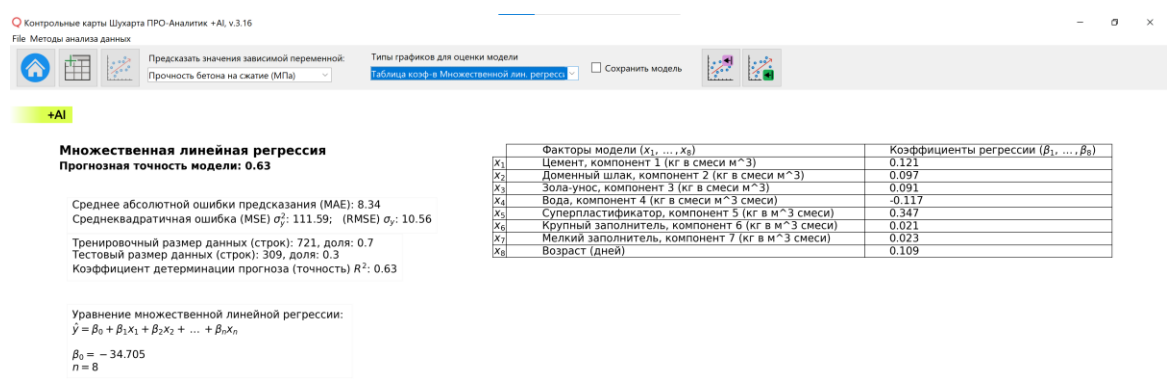 Контрольные карты Шухарта ПРО-Аналитик +AI, v.3.16
File Методы анализа данных
Предсказать значения зависимой переменной:
Прочность бетона на сжатие (МПа)
Типы графиков для оценки модели
Таблица коэф-в Множественной лин. регресс
Сохранить модель
+AI
Множественная линейная регрессия
Прогнозная точность модели: 0.63
Среднее абсолютной ошибки предсказания (MAE): 8.34
Среднеквадратичная ошибка (MSE) σ²ŷ: 111.59; (RMSE) σŷ: 10.56
Тренировочный размер данных (строк): 721, доля: 0.7
Тестовый размер данных (строк): 309, доля: 0.3
Коэффициент детерминации прогноза (точность) R²: 0.63
Уравнение множественной линейной регрессии:
ŷ = β₀ + β₁x₁ + β₂x₂ + … + βₙxₙ
β₀ = − 34.705
n = 8
Факторы модели (x₁, … , x₈) Коэффициенты регрессии (β₁, … , β₈)
x₁ Цемент, компонент 1 (кг в смеси м^3) 0.121
x₂ Доменный шлак, компонент 2 (кг в смеси м^3) 0.097
x₃ Зола-унос, компонент 3 (кг в смеси м^3) 0.091
x₄ Вода, компонент 4 (кг в м^3 смеси) -0.117
x₅ Суперпластификатор, компонент 5 (кг в м^3 смеси) 0.347
x₆ Крупный заполнитель, компонент 6 (кг в м^3 смеси) 0.021
x₇ Мелкий заполнитель, компонент 7 (кг в м^3 смеси) 0.023
x₈ Возраст (дней) 0.109